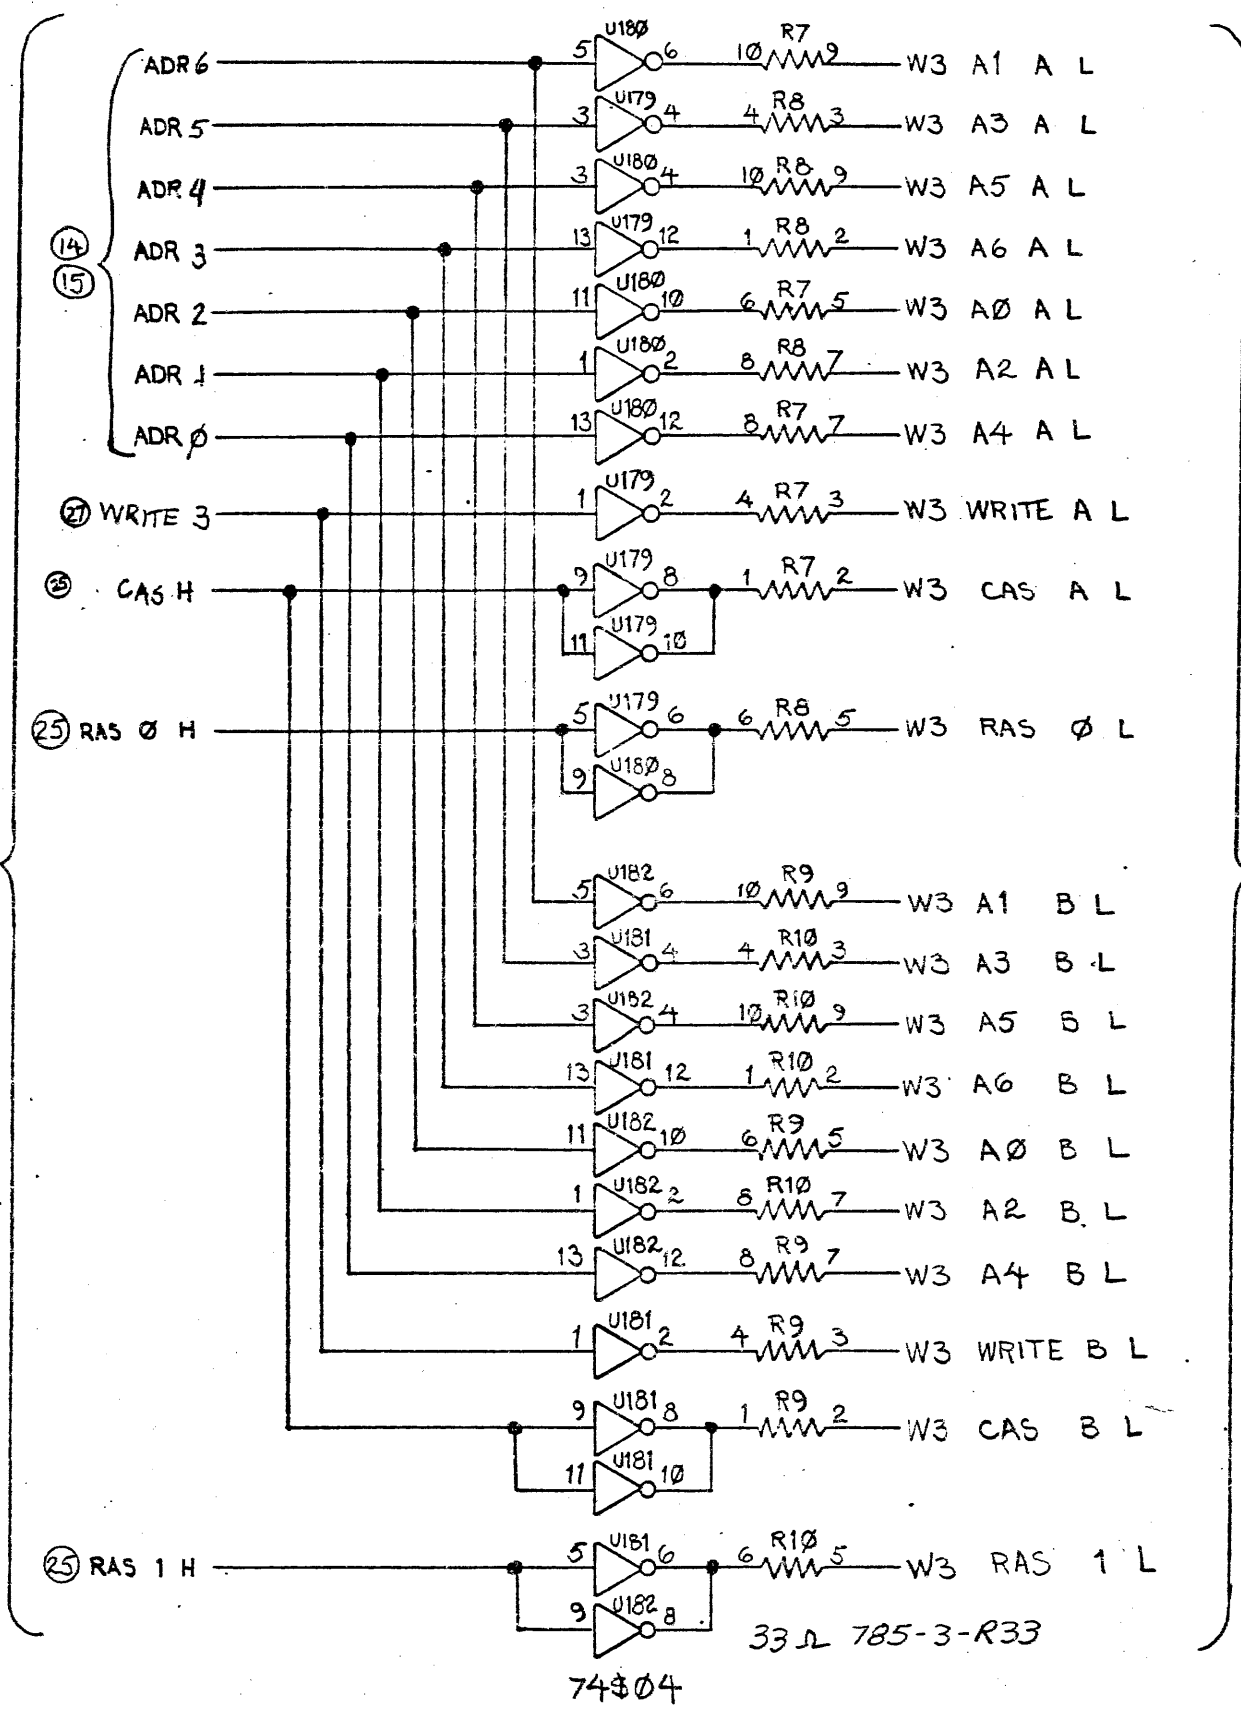 U180
ADR 6 5 6 10 R7 9 W3 A1 A L
U179
ADR 5 3 4 4 R8 3 W3 A3 A L
U180
ADR 4 3 4 10 R8 9 W3 A5 A L
U179
14 ADR 3 13 12 1 R8 2 W3 A6 A L
15
U180
ADR 2 11 10 6 R7 5 W3 AØ A L
U180
ADR 1 1 2 8 R8 7 W3 A2 A L
U180
ADR Ø 13 12 8 R7 7 W3 A4 A L
U179
27 WRITE 3 1 2 4 R7 3 W3 WRITE A L
U179
25 CAS H 9 8 1 R7 2 W3 CAS A L
U179
11 10
U179
25 RAS Ø H 5 6 6 R8 5 W3 RAS Ø L
U180
9 8
U182
5 6 10 R9 9 W3 A1 B L
U181
3 4 4 R10 3 W3 A3 B L
U182
3 4 10 R10 9 W3 A5 B L
U181
13 12 1 R10 2 W3 A6 B L
U182
11 10 6 R9 5 W3 AØ B L
U182
1 2 8 R10 7 W3 A2 B L
U182
13 12 8 R9 7 W3 A4 B L
U181
1 2 4 R9 3 W3 WRITE B L
U181
9 8 1 R9 2 W3 CAS B L
U181
11 10
U181
25 RAS 1 H 5 6 6 R10 5 W3 RAS 1 L
U182
9 8
33 Ω 785-3-R33
74S04